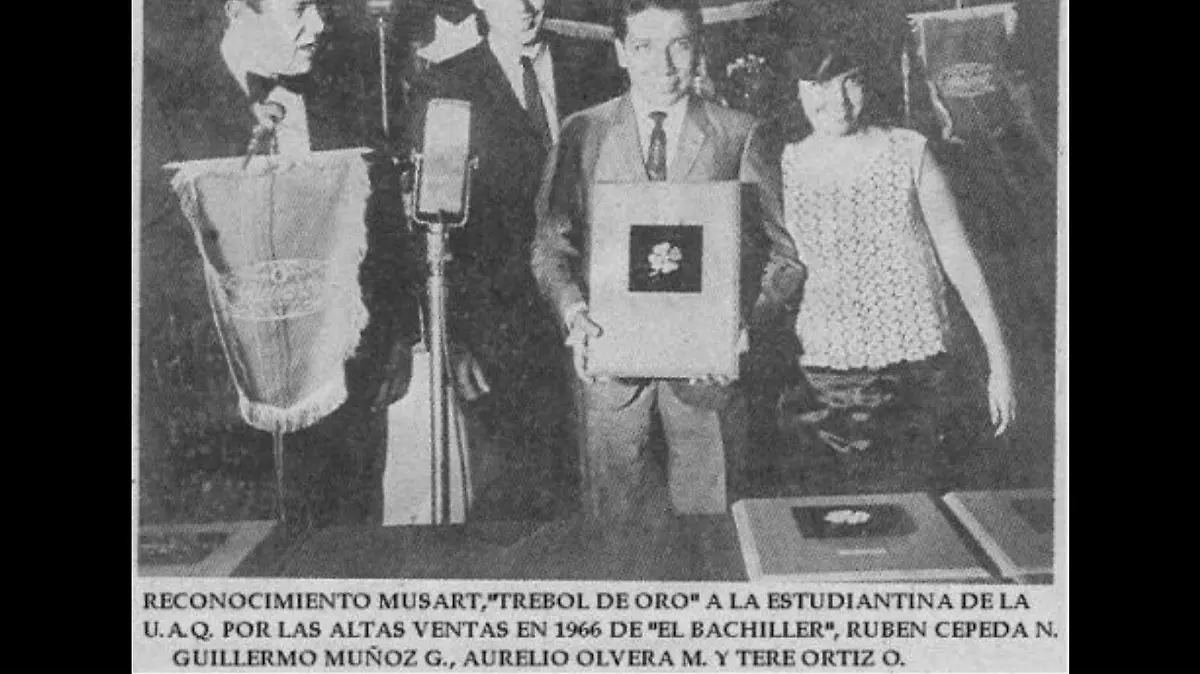 RECONOCIMIENTO MUSART,"TREBOL DE ORO" A LA ESTUDIANTINA DE LA
U.A.Q. POR LAS ALTAS VENTAS EN 1966 DE "EL BACHILLER", RUBEN CEPEDA N.
GUILLERMO MUÑOZ G., AURELIO OLVERA M. Y TERE ORTIZ O.